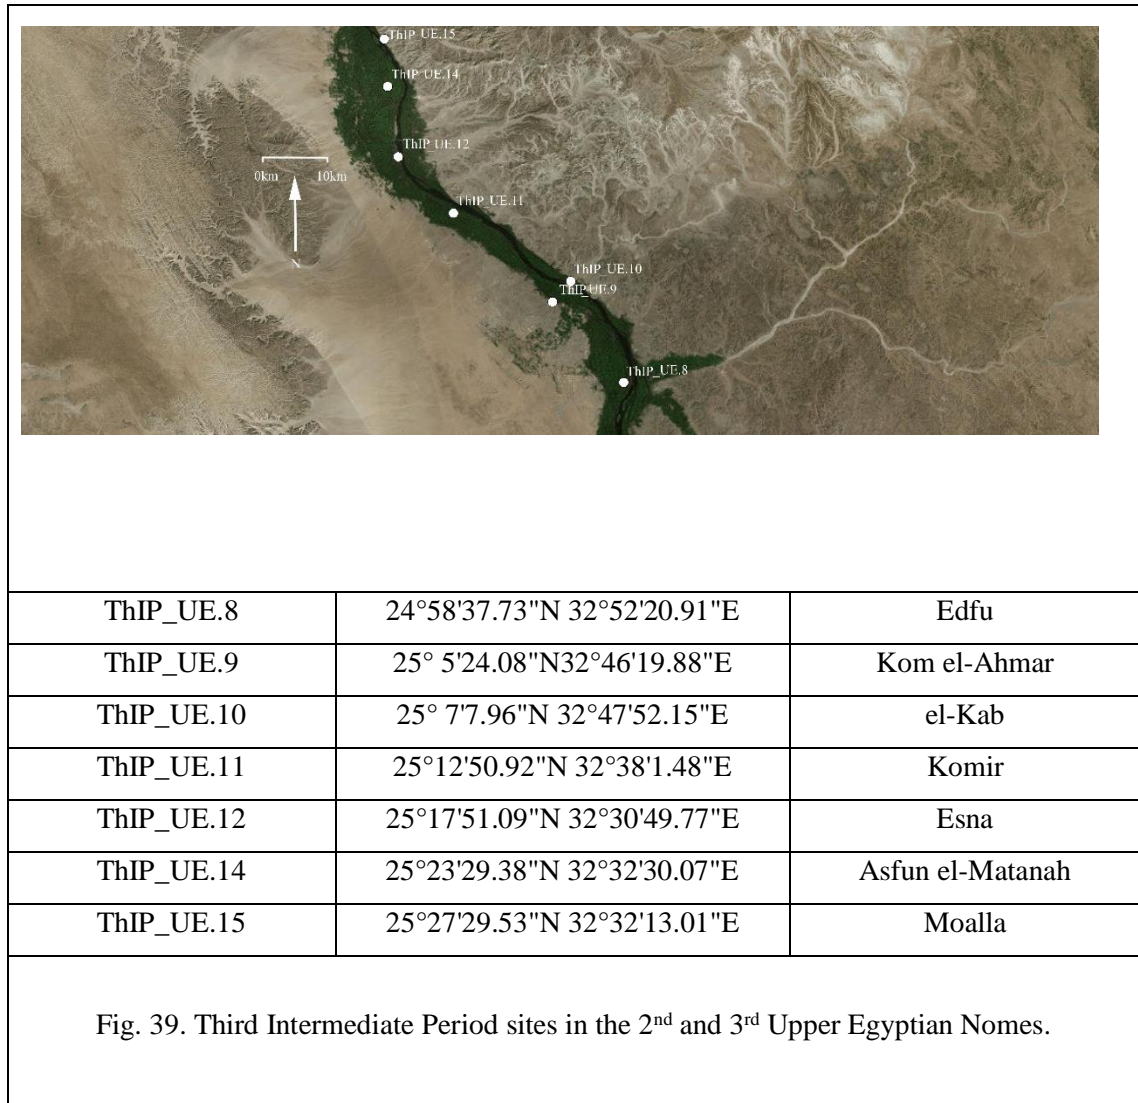 ThIP_UE.15
ThIP_UE.14
ThIP_UE.12
0km 10km
ThIP_UE.11
N
ThIP_UE.10
ThIP_UE.9
ThIP_UE.8
ThIP_UE.8 24°58'37.73"N 32°52'20.91"E Edfu
ThIP_UE.9 25° 5'24.08"N32°46'19.88"E Kom el-Ahmar
ThIP_UE.10 25° 7'7.96"N 32°47'52.15"E el-Kab
ThIP_UE.11 25°12'50.92"N 32°38'1.48"E Komir
ThIP_UE.12 25°17'51.09"N 32°30'49.77"E Esna
ThIP_UE.14 25°23'29.38"N 32°32'30.07"E Asfun el-Matanah
ThIP_UE.15 25°27'29.53"N 32°32'13.01"E Moalla
Fig. 39. Third Intermediate Period sites in the 2nd and 3rd Upper Egyptian Nomes.